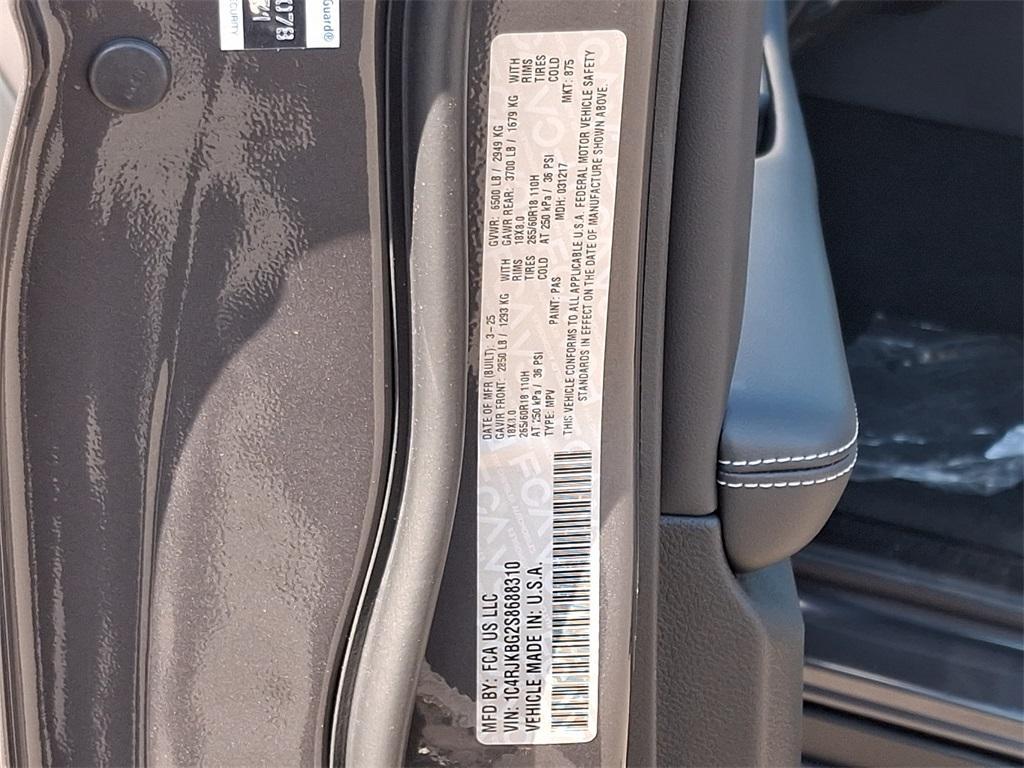 Guard®
078
ECURITY
MFD BY: FCA US LLC
VIN: 1C4RJKBG2S8688310
VEHICLE MADE IN: U.S.A.
DATE OF MFR (BUILT): 3-25
GAWR FRONT: 2850 LB / 1293 KG WITH
18X8.0 RIMS
265/60R18 110H TIRES
AT 250 kPa / 36 PSI COLD
TYPE: MPV PAINT: PAS
GVWR: 6500 LB / 2949 KG
GAWR REAR: 3700 LB / 1679 KG WITH
18X8.0 RIMS
265/60R18 110H TIRES
AT 250 kPa / 36 PSI COLD
MDH: 031217 MKT: 875
THIS VEHICLE CONFORMS TO ALL APPLICABLE U.S.A. FEDERAL MOTOR VEHICLE SAFETY
STANDARDS IN EFFECT ON THE DATE OF MANUFACTURE SHOWN ABOVE.